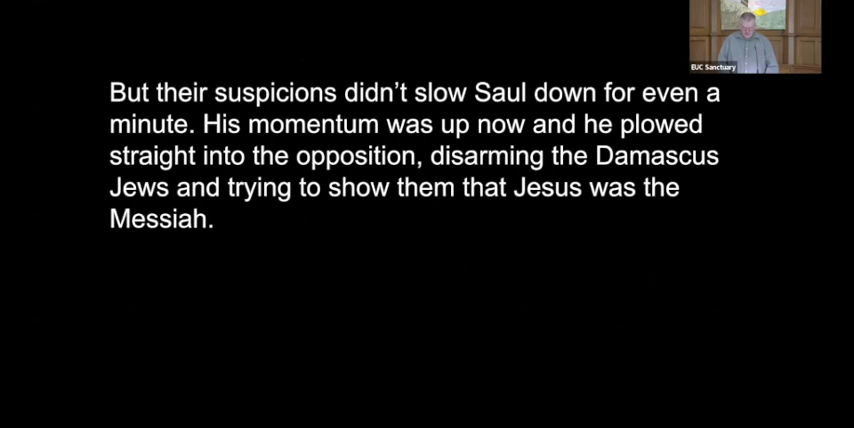 EUC Sanctuary
But their suspicions didn’t slow Saul down for even a
minute. His momentum was up now and he plowed
straight into the opposition, disarming the Damascus
Jews and trying to show them that Jesus was the
Messiah.